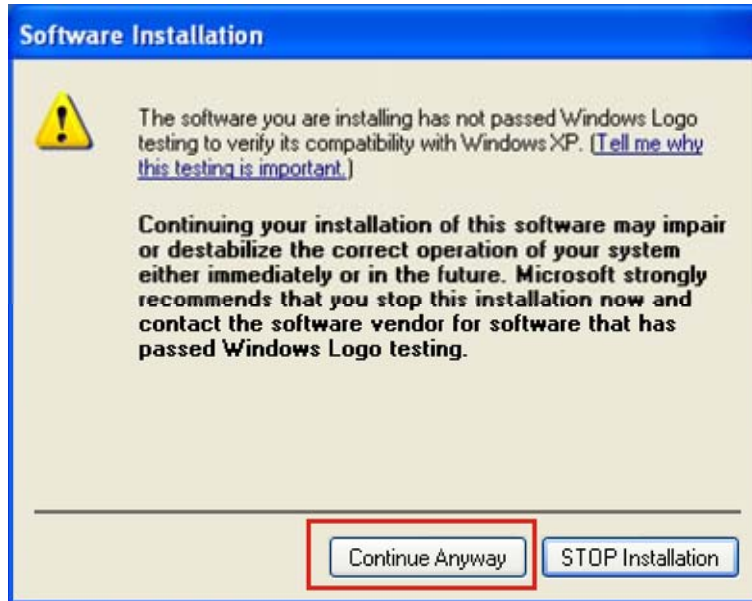 Software Installation
The software you are installing has not passed Windows Logo
testing to verify its compatibility with Windows XP. (Tell me why
this testing is important.)
Continuing your installation of this software may impair
or destabilize the correct operation of your system
either immediately or in the future. Microsoft strongly
recommends that you stop this installation now and
contact the software vendor for software that has
passed Windows Logo testing.
Continue Anyway
STOP Installation